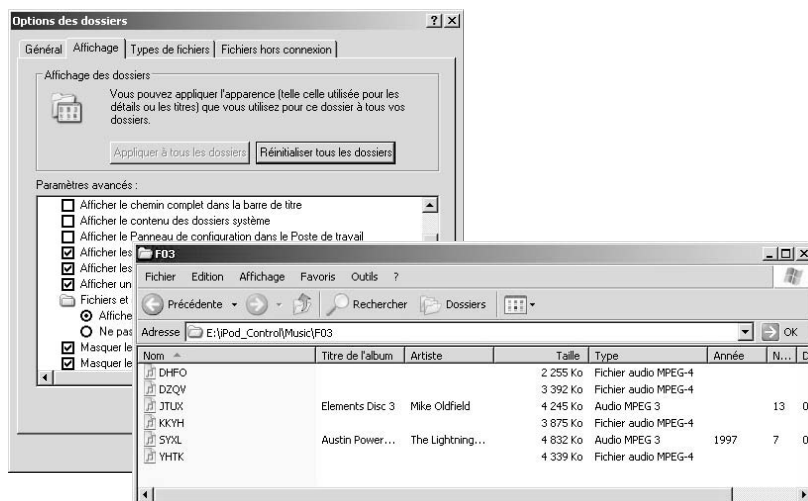 Options des dossiers
Général Affichage Types de fichiers Fichiers hors connexion
Affichage des dossiers
Vous pouvez appliquer l'apparence (telle celle utilisée pour les
détails ou les titres) que vous utilisez pour ce dossier à tous vos
dossiers.
Appliquer à tous les dossiers Réinitialiser tous les dossiers
Paramètres avancés :
Afficher le chemin complet dans la barre de titre
Afficher le contenu des dossiers système
Afficher le Panneau de configuration dans le Poste de travail
Afficher les
Afficher les
Afficher un
Fichiers et
Affiche
Ne pas
Masquer le
Masquer le
F03
Fichier Edition Affichage Favoris Outils ?
Précédente Rechercher Dossiers
Adresse E:\iPod_Control\Music\F03 OK
Nom Titre de l'album Artiste Taille Type Année N... D
DHFO 2 255 Ko Fichier audio MPEG-4
DZQV 3 392 Ko Fichier audio MPEG-4
JTUX Elements Disc 3 Mike Oldfield 4 245 Ko Audio MPEG 3 13 0
KKYH 3 875 Ko Fichier audio MPEG-4
SYXL Austin Power... The Lightning... 4 832 Ko Audio MPEG 3 1997 7 0
YHTK 4 339 Ko Fichier audio MPEG-4